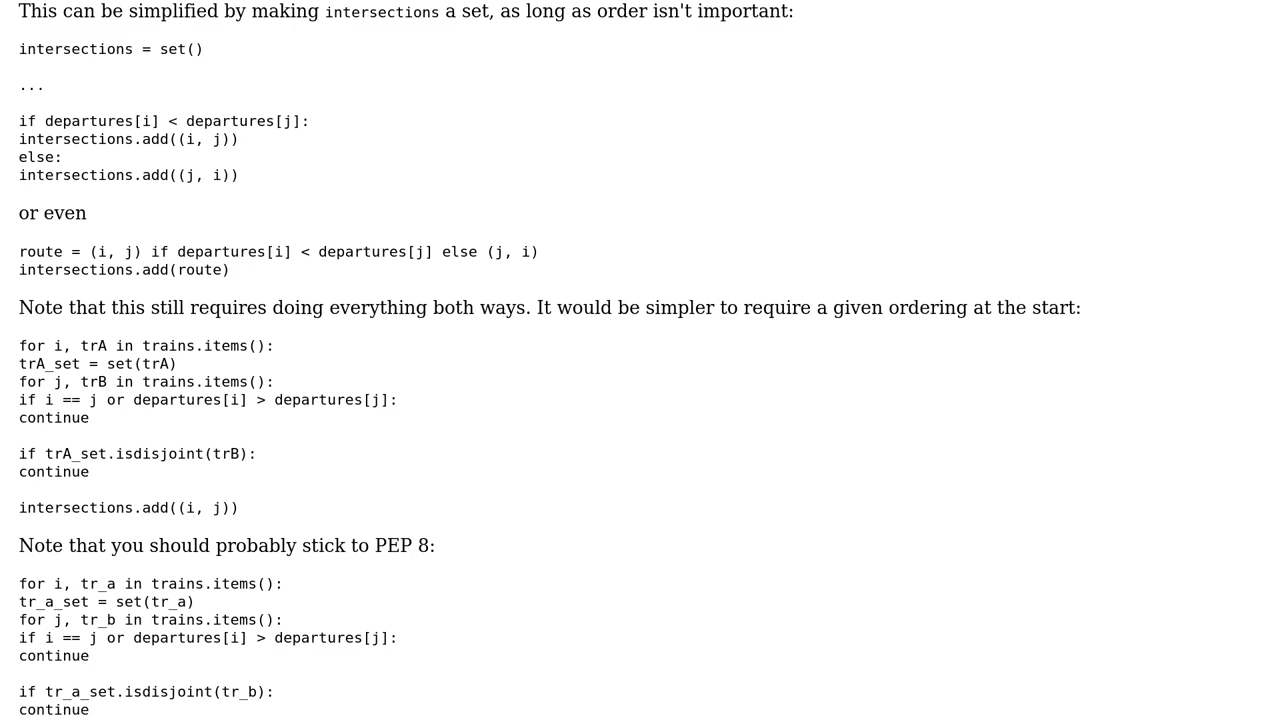 This can be simplified by making intersections a set, as long as order isn't important:
intersections = set()
...
if departures[i] < departures[j]:
intersections.add((i, j))
else:
intersections.add((j, i))
or even
route = (i, j) if departures[i] < departures[j] else (j, i)
intersections.add(route)
Note that this still requires doing everything both ways. It would be simpler to require a given ordering at the start:
for i, trA in trains.items():
trA_set = set(trA)
for j, trB in trains.items():
if i == j or departures[i] > departures[j]:
continue
if trA_set.isdisjoint(trB):
continue
intersections.add((i, j))
Note that you should probably stick to PEP 8:
for i, tr_a in trains.items():
tr_a_set = set(tr_a)
for j, tr_b in trains.items():
if i == j or departures[i] > departures[j]:
continue
if tr_a_set.isdisjoint(tr_b):
continue